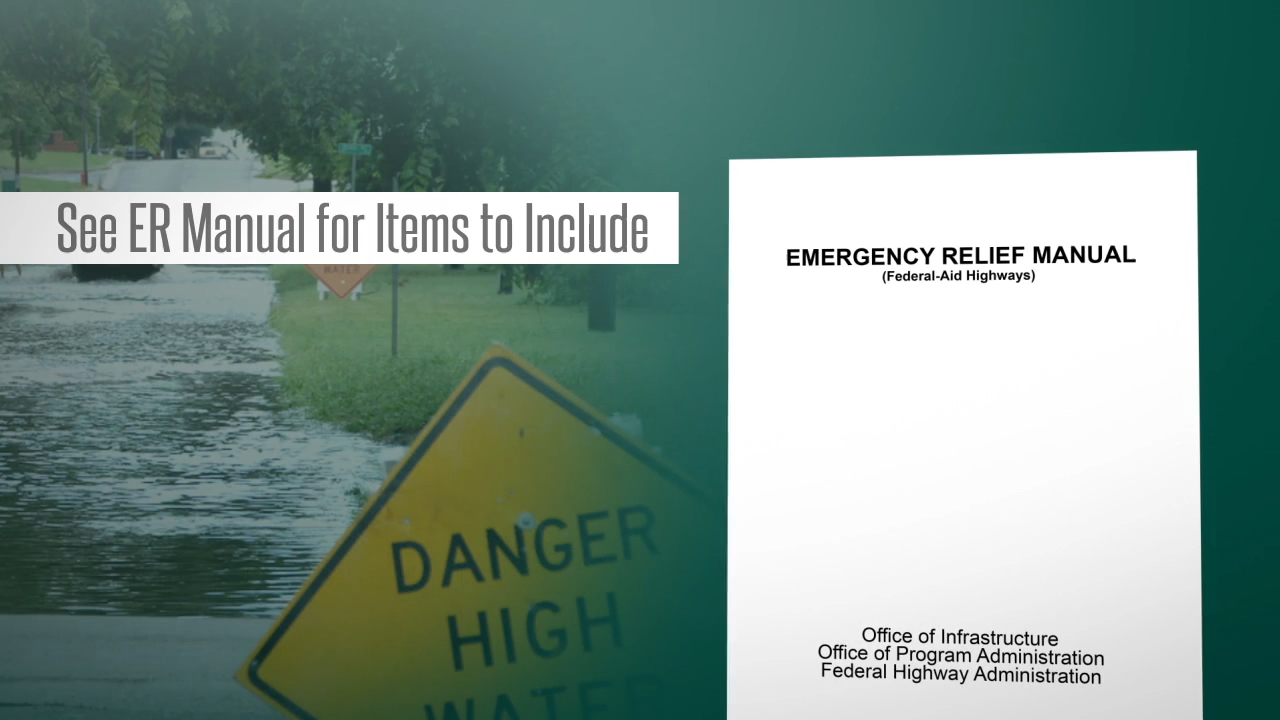 See ER Manual for Items to Include
WATER
DANGER
HIGH
WATER
EMERGENCY RELIEF MANUAL
(Federal-Aid Highways)
Office of Infrastructure
Office of Program Administration
Federal Highway Administration